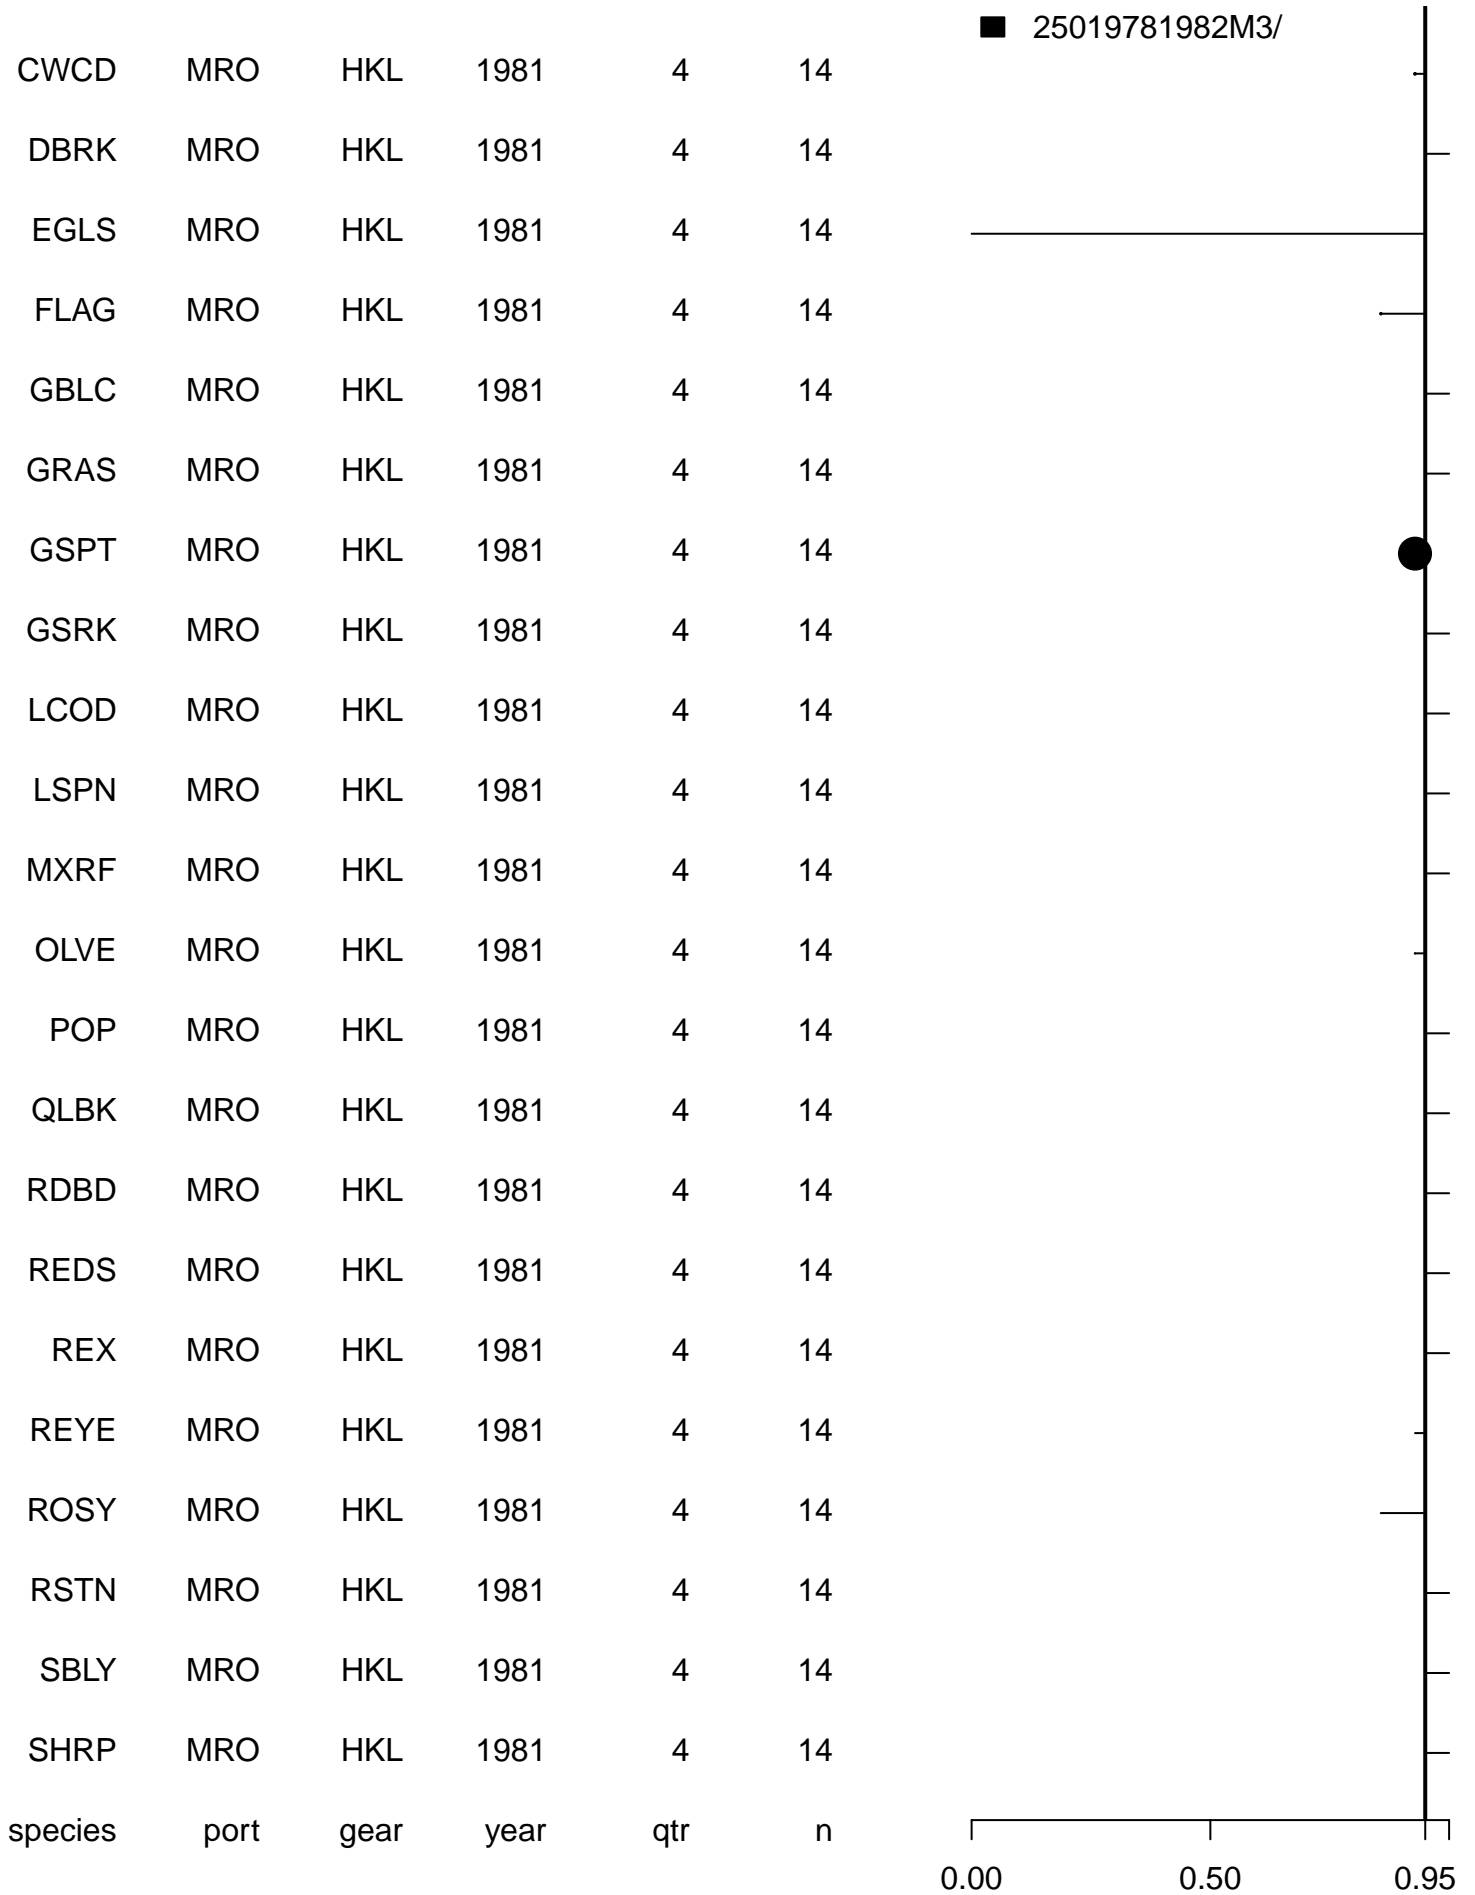 25019781982M3/
CWCD MRO HKL 1981 4 14
DBRK MRO HKL 1981 4 14
EGLS MRO HKL 1981 4 14
FLAG MRO HKL 1981 4 14
GBLC MRO HKL 1981 4 14
GRAS MRO HKL 1981 4 14
GSPT MRO HKL 1981 4 14
GSRK MRO HKL 1981 4 14
LCOD MRO HKL 1981 4 14
LSPN MRO HKL 1981 4 14
MXRF MRO HKL 1981 4 14
OLVE MRO HKL 1981 4 14
POP MRO HKL 1981 4 14
QLBK MRO HKL 1981 4 14
RDBD MRO HKL 1981 4 14
REDS MRO HKL 1981 4 14
REX MRO HKL 1981 4 14
REYE MRO HKL 1981 4 14
ROSY MRO HKL 1981 4 14
RSTN MRO HKL 1981 4 14
SBLY MRO HKL 1981 4 14
SHRP MRO HKL 1981 4 14
species port gear year qtr n
0.00 0.50 0.95